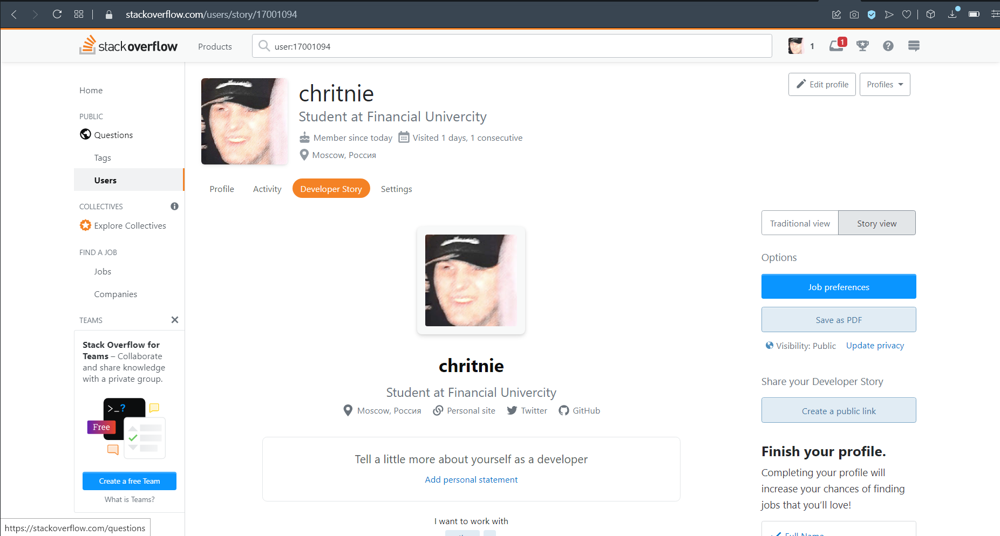 stackoverflow.com/users/story/17001094
stackoverflow
Products
user:17001094
1
1
Home
PUBLIC
Questions
Tags
Users
COLLECTIVES
Explore Collectives
FIND A JOB
Jobs
Companies
TEAMS
Stack Overflow for
Teams – Collaborate
and share knowledge
with a private group.
>_?
Free
Create a free Team
What is Teams?
https://stackoverflow.com/questions
chritnie
Student at Financial Univercity
Member since today Visited 1 days, 1 consecutive
Moscow, Россия
Edit profile
Profiles
Profile Activity Developer Story Settings
chritnie
Student at Financial Univercity
Moscow, Россия Personal site Twitter GitHub
Tell a little more about yourself as a developer
Add personal statement
I want to work with
Traditional view Story view
Options
Job preferences
Save as PDF
Visibility: Public Update privacy
Share your Developer Story
Create a public link
Finish your profile.
Completing your profile will
increase your chances of finding
jobs that you’ll love!
Full Name